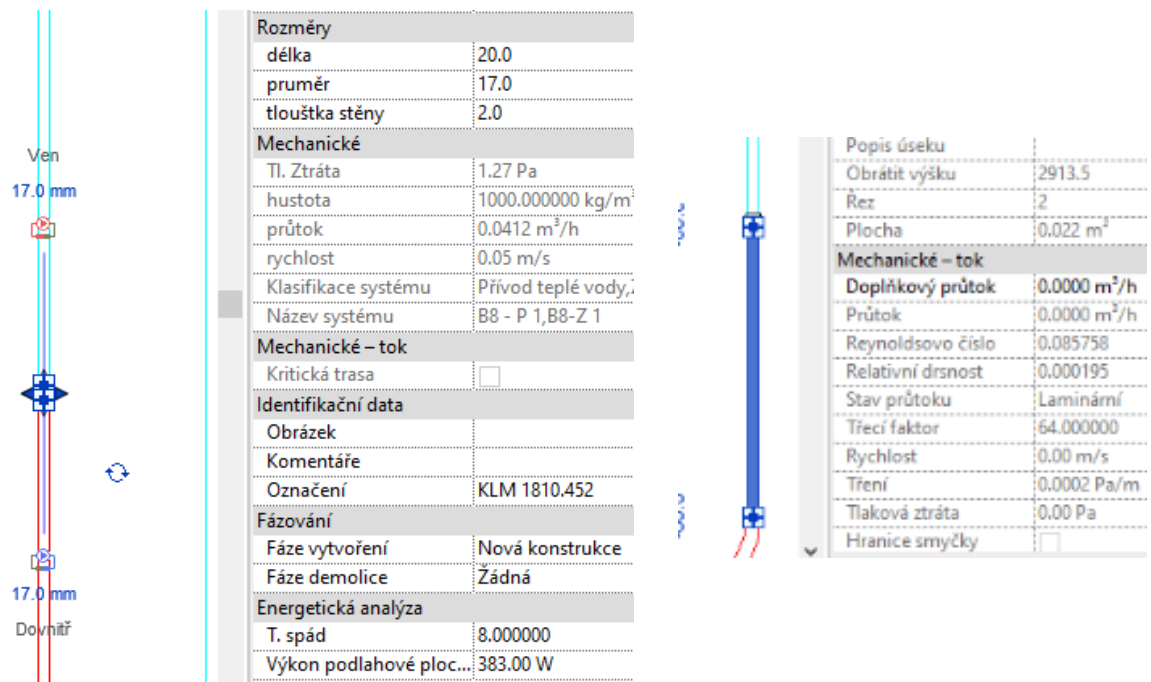 Ven
17.0 mm
17.0 mm
Dovnitř
Rozměry
délka 20.0
pruměr 17.0
tlouštka stěny 2.0
Mechanické
Tl. Ztráta 1.27 Pa
hustota 1000.000000 kg/m³
průtok 0.0412 m³/h
rychlost 0.05 m/s
Klasifikace systému Přívod teplé vody,
Název systému B8 - P 1,B8-Z 1
Mechanické – tok
Kritická trasa
Identifikační data
Obrázek
Komentáře
Označení KLM 1810.452
Fázování
Fáze vytvoření Nová konstrukce
Fáze demolice Žádná
Energetická analýza
T. spád 8.000000
Výkon podlahové ploc... 383.00 W
Popis úseku
Obrátit výšku 2913.5
Řez 2
Plocha 0.022 m²
Mechanické – tok
Doplňkový průtok 0.0000 m³/h
Průtok 0.0000 m³/h
Reynoldsovo číslo 0.085758
Relativní drsnost 0.000195
Stav průtoku Laminární
Třecí faktor 64.000000
Rychlost 0.00 m/s
Tření 0.0002 Pa/m
Tlaková ztráta 0.00 Pa
Hranice smyčky